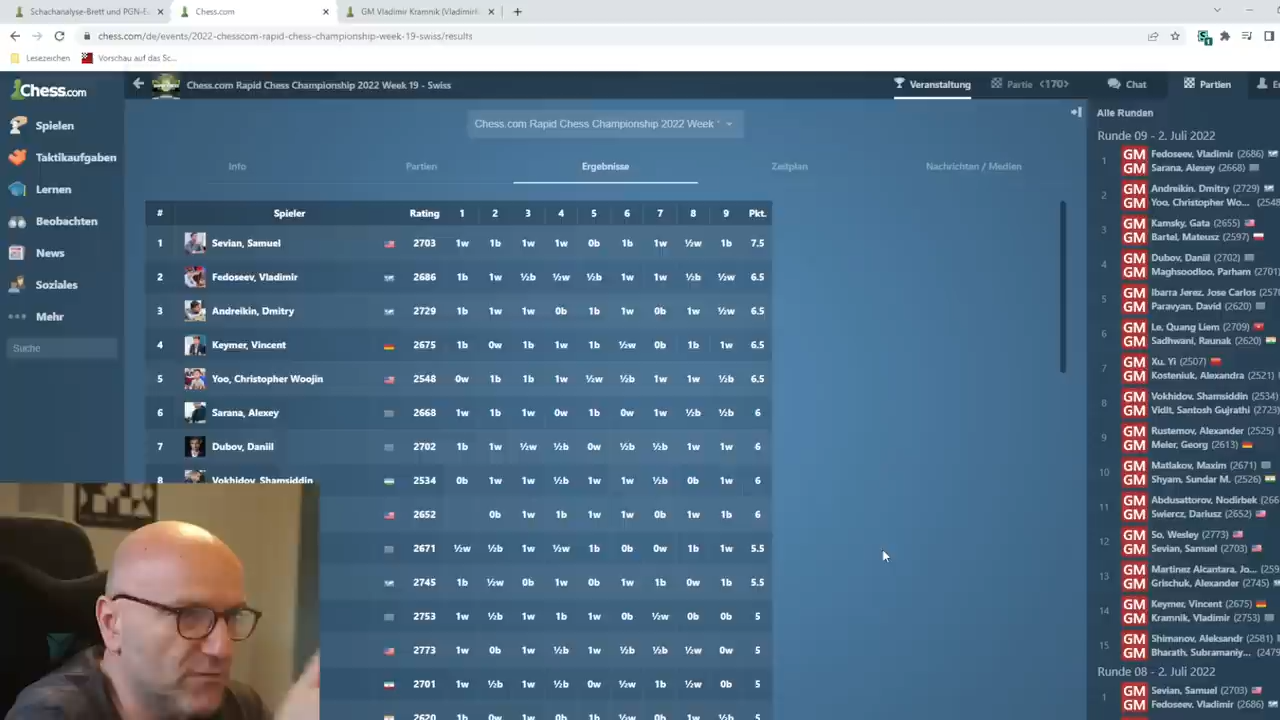 Schachanalyse-Brett und PGN-E
Chess.com
GM Vladimir Kramnik (Vladimir
chess.com/de/events/2022-chesscom-rapid-chess-championship-week-19-swiss/results
Lesezeichen
Vorschau auf das Sc...
Chess.com
Chess.com Rapid Chess Championship 2022 Week 19 - Swiss
Veranstaltung
Partie <170>
Chat
Partien
Spielen
Taktikaufgaben
Lernen
Beobachten
News
Soziales
Mehr
Suche
Chess.com Rapid Chess Championship 2022 Week
Info
Partien
Ergebnisse
Zeitplan
Nachrichten / Medien
# Spieler Rating 1 2 3 4 5 6 7 8 9 Pkt.
1 Sevian, Samuel 2703 1w 1b 1w 1w 0b 1b 1w ½w 1b 7.5
2 Fedoseev, Vladimir 2686 1b 1w ½b ½w ½b 1w 1w ½b ½w 6.5
3 Andreikin, Dmitry 2729 1b 1w 1w 0b 1b 1w 0b 1w ½w 6.5
4 Keymer, Vincent 2675 1b 0w 1b 1w 1b ½w 0b 1b 1w 6.5
5 Yoo, Christopher Woojin 2548 0w 1b 1b 1w ½w ½b 1w 1w ½b 6.5
6 Sarana, Alexey 2668 1w 1b 1w 0w 1b 0w 1w ½b ½b 6
7 Dubov, Daniil 2702 1b 1w ½w ½b 0w ½b ½b 1w 1w 6
8 Vokhidov, Shamsiddin 2534 0b 1w 1b ½b 1w 1w ½b 0b 1w 6
2652 0b 1w 1b 1w 1w 0b 1w 1b 6
2671 ½w ½b 1w ½w 1b 0b 0w 1b 1w 5.5
2745 1b ½w 0b 1w 0b 1w 1b 0w 1b 5.5
2753 1w ½b 1b 1w 1w 0b ½w 0b 0b 5
2773 1w 0b 1w ½b 1w ½b ½b ½w 0w 5
2701 1w ½b 1w ½b 0w ½w 1b ½w 0b 5
2620
Alle Runden
Runde 09 - 2. Juli 2022
1 GM Fedoseev, Vladimir (2686)
GM Sarana, Alexey (2668)
2 GM Andreikin, Dmitry (2729)
GM Yoo, Christopher Wo... (2548
3 GM Kamsky, Gata (2655)
GM Bartel, Mateusz (2597)
4 GM Dubov, Daniil (2702)
GM Maghsoodloo, Parham (2701
5 GM Ibarra Jerez, Jose Carlos (257
GM Paravyan, David (2620)
6 GM Le, Quang Liem (2709)
GM Sadhwani, Raunak (2620)
7 GM Xu, Yi (2507)
GM Kosteniuk, Alexandra (2521)
8 GM Vokhidov, Shamsiddin (2534)
GM Vidit, Santosh Gujrathi (2723
9 GM Rustemov, Alexander (2525)
GM Meier, Georg (2613)
10 GM Matlakov, Maxim (2671)
GM Shyam, Sundar M. (2526)
11 GM Abdusattorov, Nodirbek (266
GM Swiercz, Dariusz (2652)
12 GM So, Wesley (2773)
GM Sevian, Samuel (2703)
13 GM Martinez Alcantara, Jo... (259
GM Grischuk, Alexander (2745)
14 GM Keymer, Vincent (2675)
GM Kramnik, Vladimir (2753)
15 GM Shimanov, Aleksandr (2581)
GM Bharath, Subramaniy... (2479
Runde 08 - 2. Juli 2022
1 GM Sevian, Samuel (2703)
GM Fedoseev, Vladimir (2686)